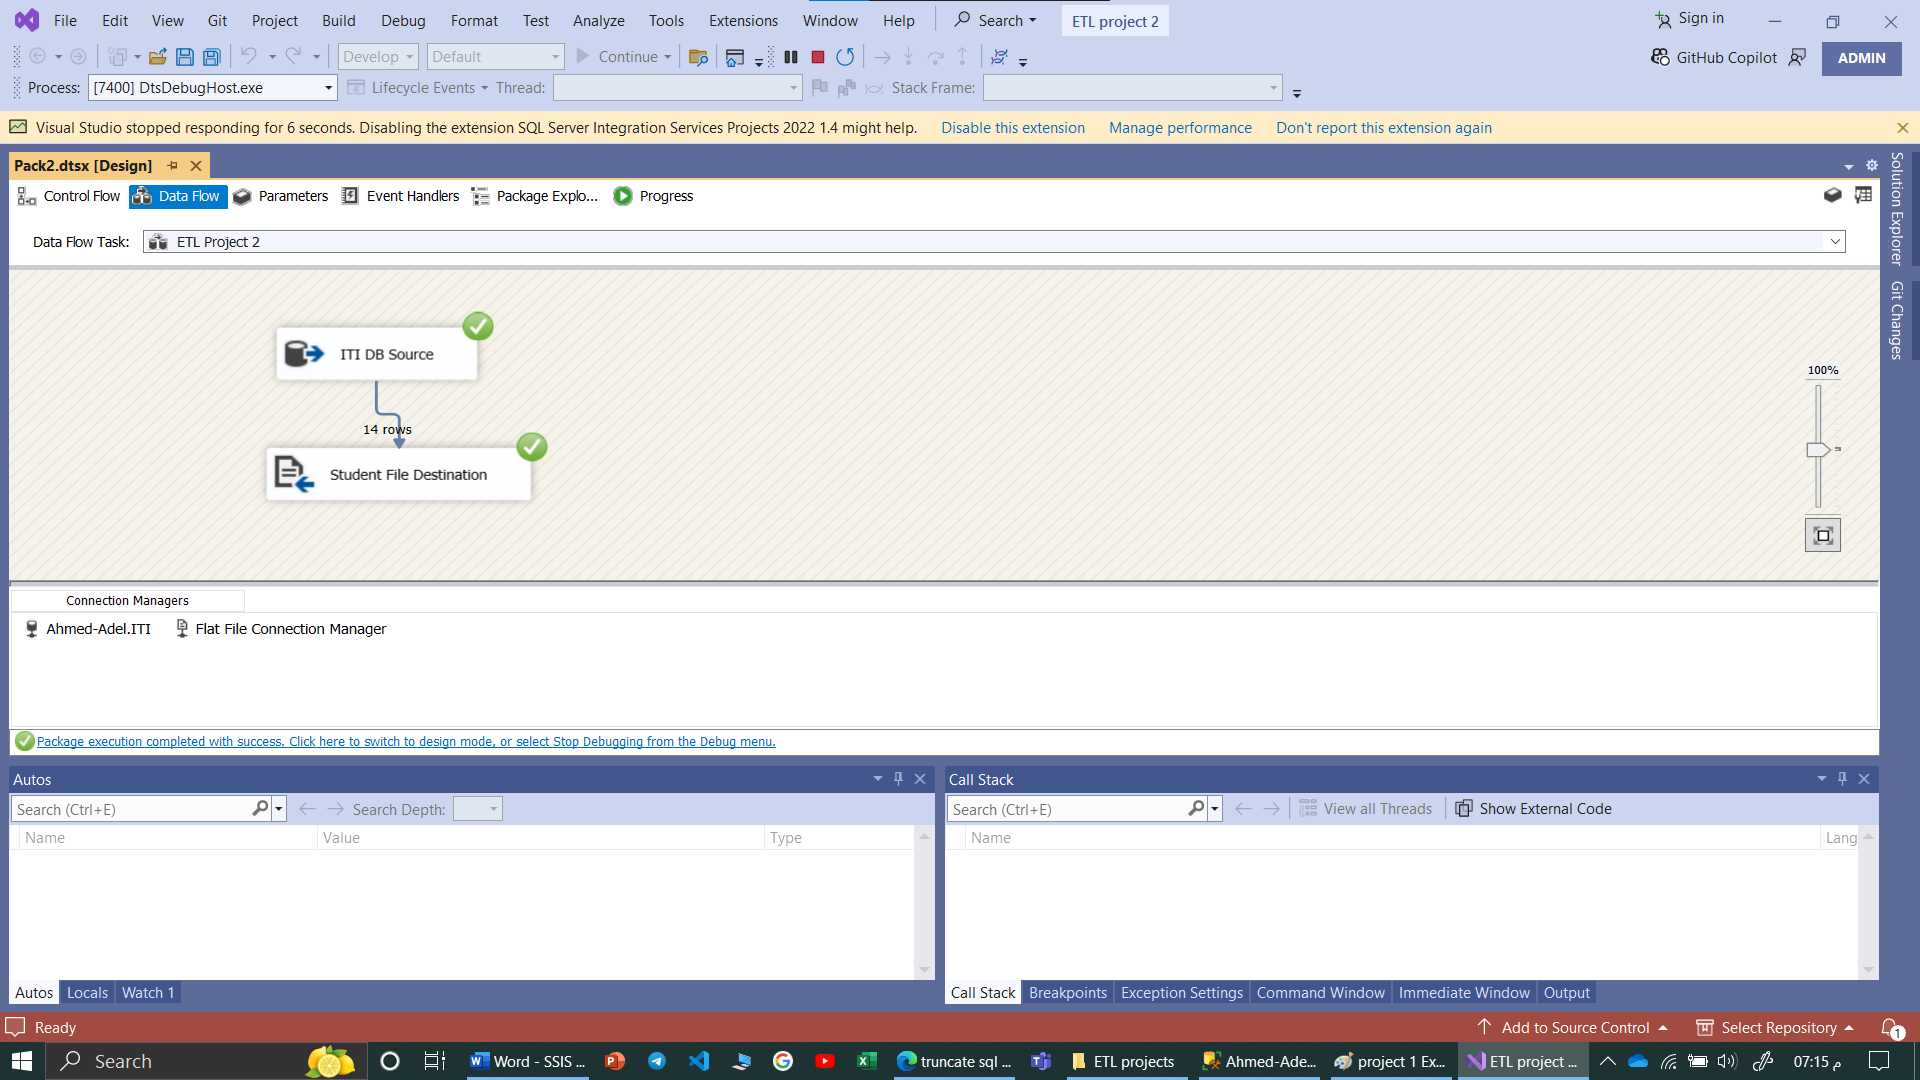 File Edit View Git Project Build Debug Format Test Analyze Tools Extensions Window Help Search ETL project 2 Sign in
Develop Default Continue GitHub Copilot ADMIN
Process: [7400] DtsDebugHost.exe Lifecycle Events Thread: Stack Frame:
Visual Studio stopped responding for 6 seconds. Disabling the extension SQL Server Integration Services Projects 2022 1.4 might help. Disable this extension Manage performance Don't report this extension again
Pack2.dtsx [Design]
Control Flow Data Flow Parameters Event Handlers Package Explo... Progress
Data Flow Task: ETL Project 2
Solution Explorer
Git Changes
ITI DB Source
14 rows
Student File Destination
100%
Connection Managers
Ahmed-Adel.ITI Flat File Connection Manager
Package execution completed with success. Click here to switch to design mode, or select Stop Debugging from the Debug menu.
Autos
Search (Ctrl+E) Search Depth:
Name Value Type
Autos Locals Watch 1
Call Stack
Search (Ctrl+E) View all Threads Show External Code
Name Lang
Call Stack Breakpoints Exception Settings Command Window Immediate Window Output
Ready Add to Source Control Select Repository 1
Search Word - SSIS ... truncate sql ... ETL projects Ahmed-Ade... project 1 Ex... ETL project ... 07:15 م